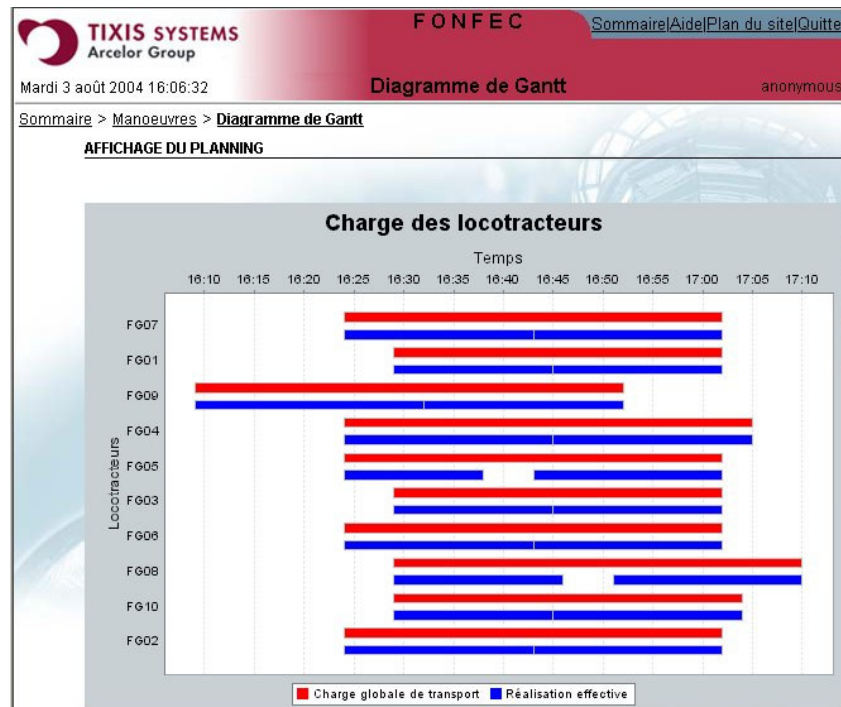 TIXIS SYSTEMS
Arcelor Group
FONFEC
Sommaire|Aide|Plan du site|Quitte
Mardi 3 août 2004 16:06:32
Diagramme de Gantt
anonymous
Sommaire > Manoeuvres > Diagramme de Gantt
AFFICHAGE DU PLANNING
Charge des locotracteurs
Temps
16:10 16:15 16:20 16:25 16:30 16:35 16:40 16:45 16:50 16:55 17:00 17:05 17:10
Locotracteurs
FG07
FG01
FG09
FG04
FG05
FG03
FG06
FG08
FG10
FG02
Charge globale de transport Réalisation effective